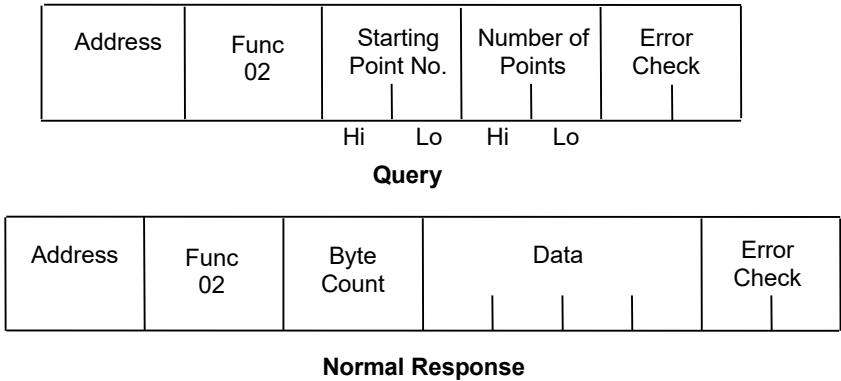 Address
Func
02
Starting
Point No.
Number of
Points
Error
Check
Hi Lo Hi Lo
Query
Address
Func
02
Byte
Count
Data
Error
Check
Normal Response